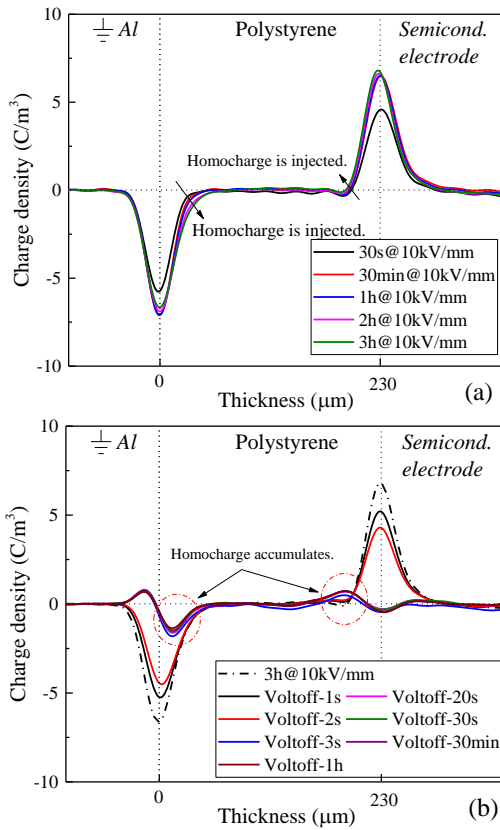 Al
Polystyrene
Semicond.
electrode
10
5
0
-5
-10
Charge density (C/m³)
Homocharge is injected.
Homocharge is injected.
30s@10kV/mm
30min@10kV/mm
1h@10kV/mm
2h@10kV/mm
3h@10kV/mm
0
230
Thickness (μm)
(a)
Al
Polystyrene
Semicond.
electrode
10
5
0
-5
-10
Charge density (C/m³)
Homocharge accumulates.
3h@10kV/mm
Voltoff-1s
Voltoff-20s
Voltoff-2s
Voltoff-30s
Voltoff-3s
Voltoff-30min
Voltoff-1h
0
230
Thickness (μm)
(b)